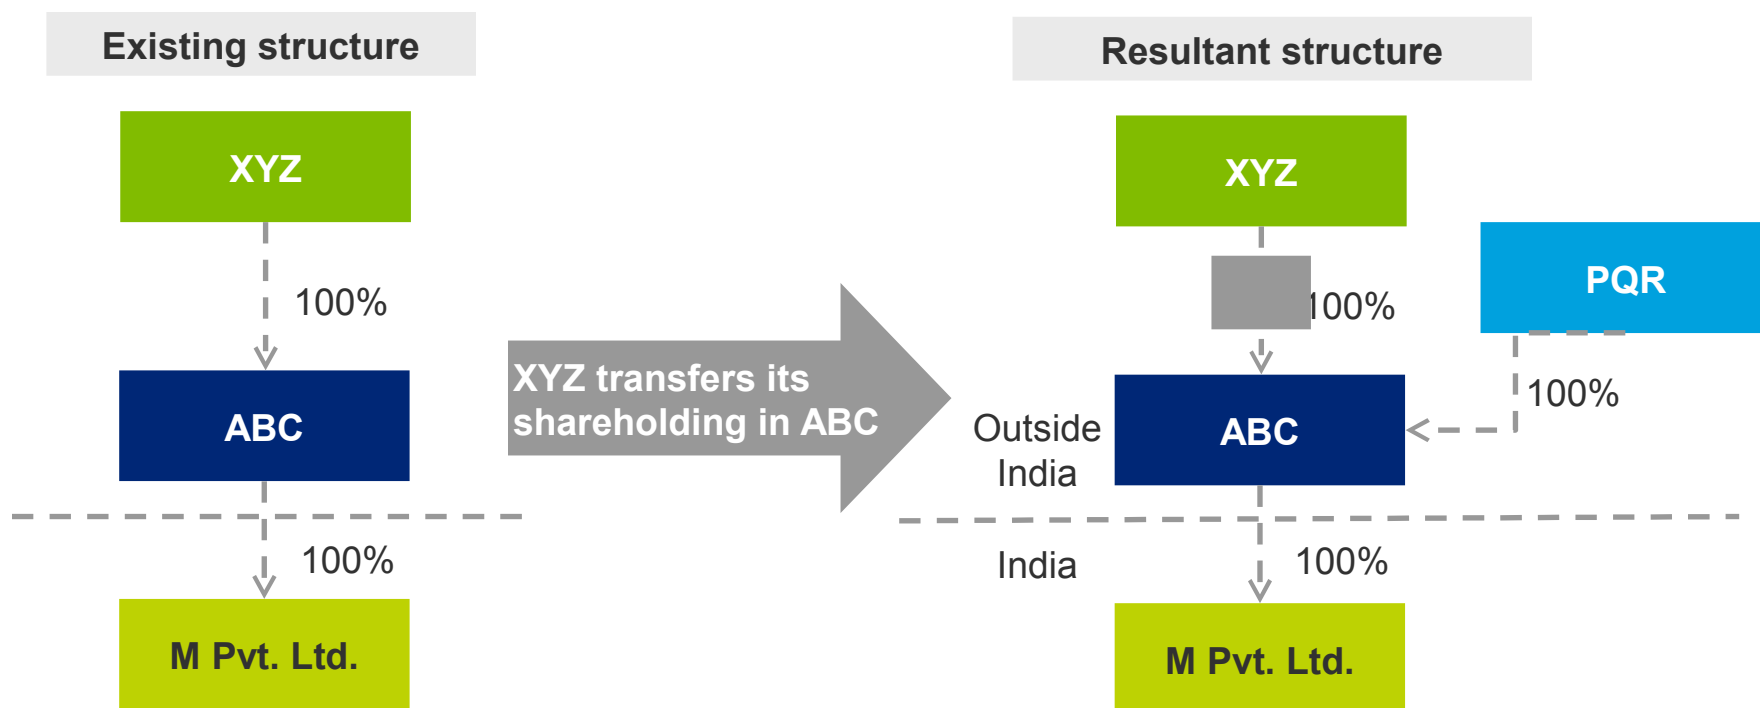 Existing structure
XYZ
100%
ABC
100%
M Pvt. Ltd.
XYZ transfers its
shareholding in ABC
Resultant structure
XYZ
100%
PQR
100%
ABC
Outside
India
India
100%
M Pvt. Ltd.